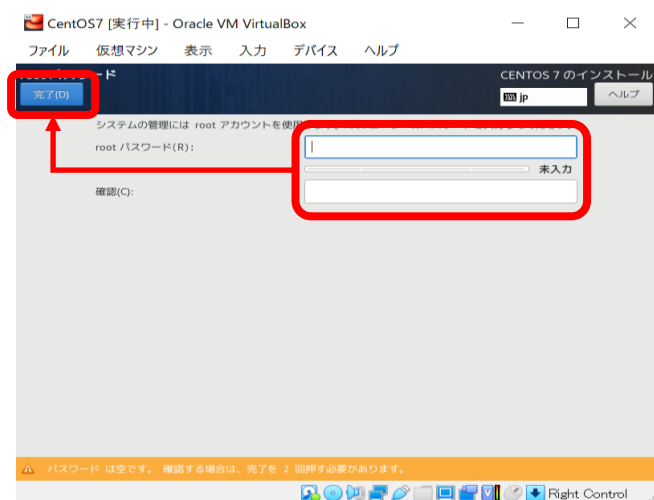 CentOS7 [実行中] - Oracle VM VirtualBox
ファイル 仮想マシン 表示 入力 デバイス ヘルプ
CENTOS 7 のインストール
完了(D)
jp
ヘルプ
システムの管理には root アカウントを使用
root パスワード(R):
未入力
確認(C):
パスワード は空です。 確認する場合は、完了を 2 回押す必要があります。
Right Control